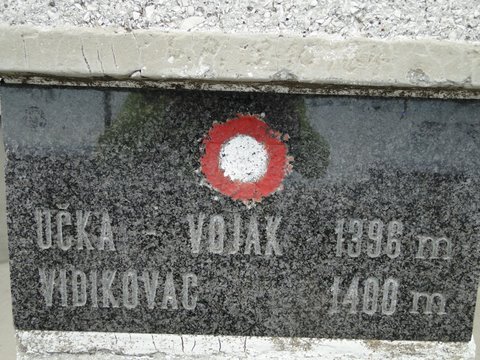 UČKA - VOJAK 1396 m
VIDIKOVAC 1400 m